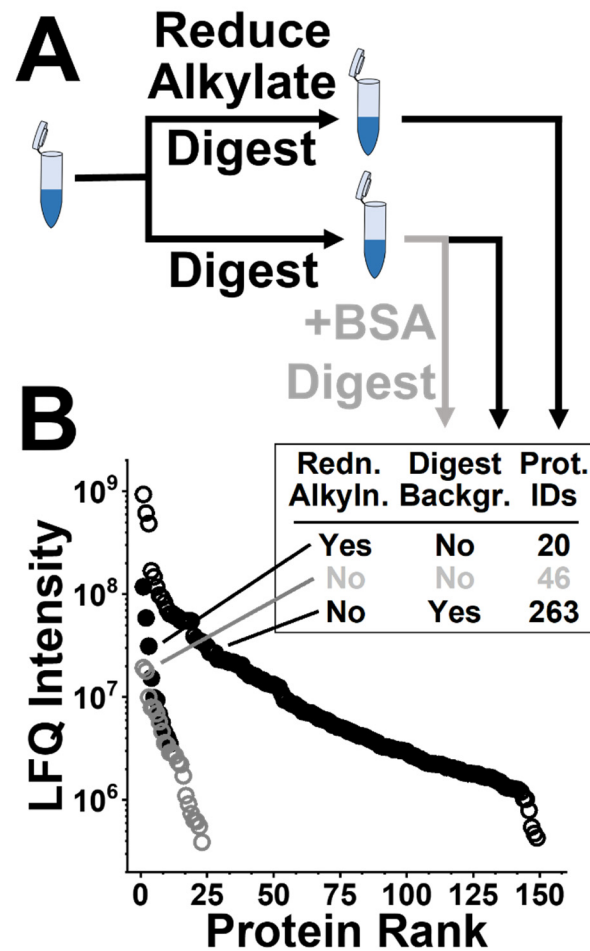 A
Reduce
Alkylate
Digest
Digest
+BSA
Digest
B
Redn. Digest Prot.
Alkyln. Backgr. IDs
Yes No 20
No No 46
No Yes 263
LFQ Intensity
10⁹
10⁸
10⁷
10⁶
0 25 50 75 100 125 150
Protein Rank